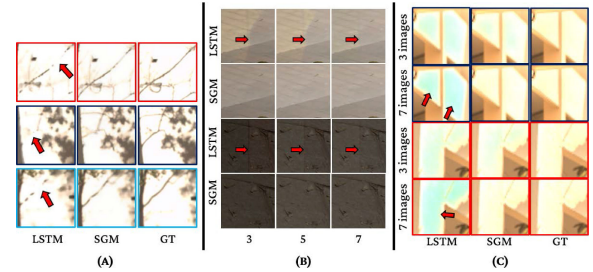 LSTM SGM GT
(A)
LSTM
SGM
LSTM
SGM
3 5 7
(B)
3 images
7 images
3 images
7 images
LSTM SGM GT
(C)